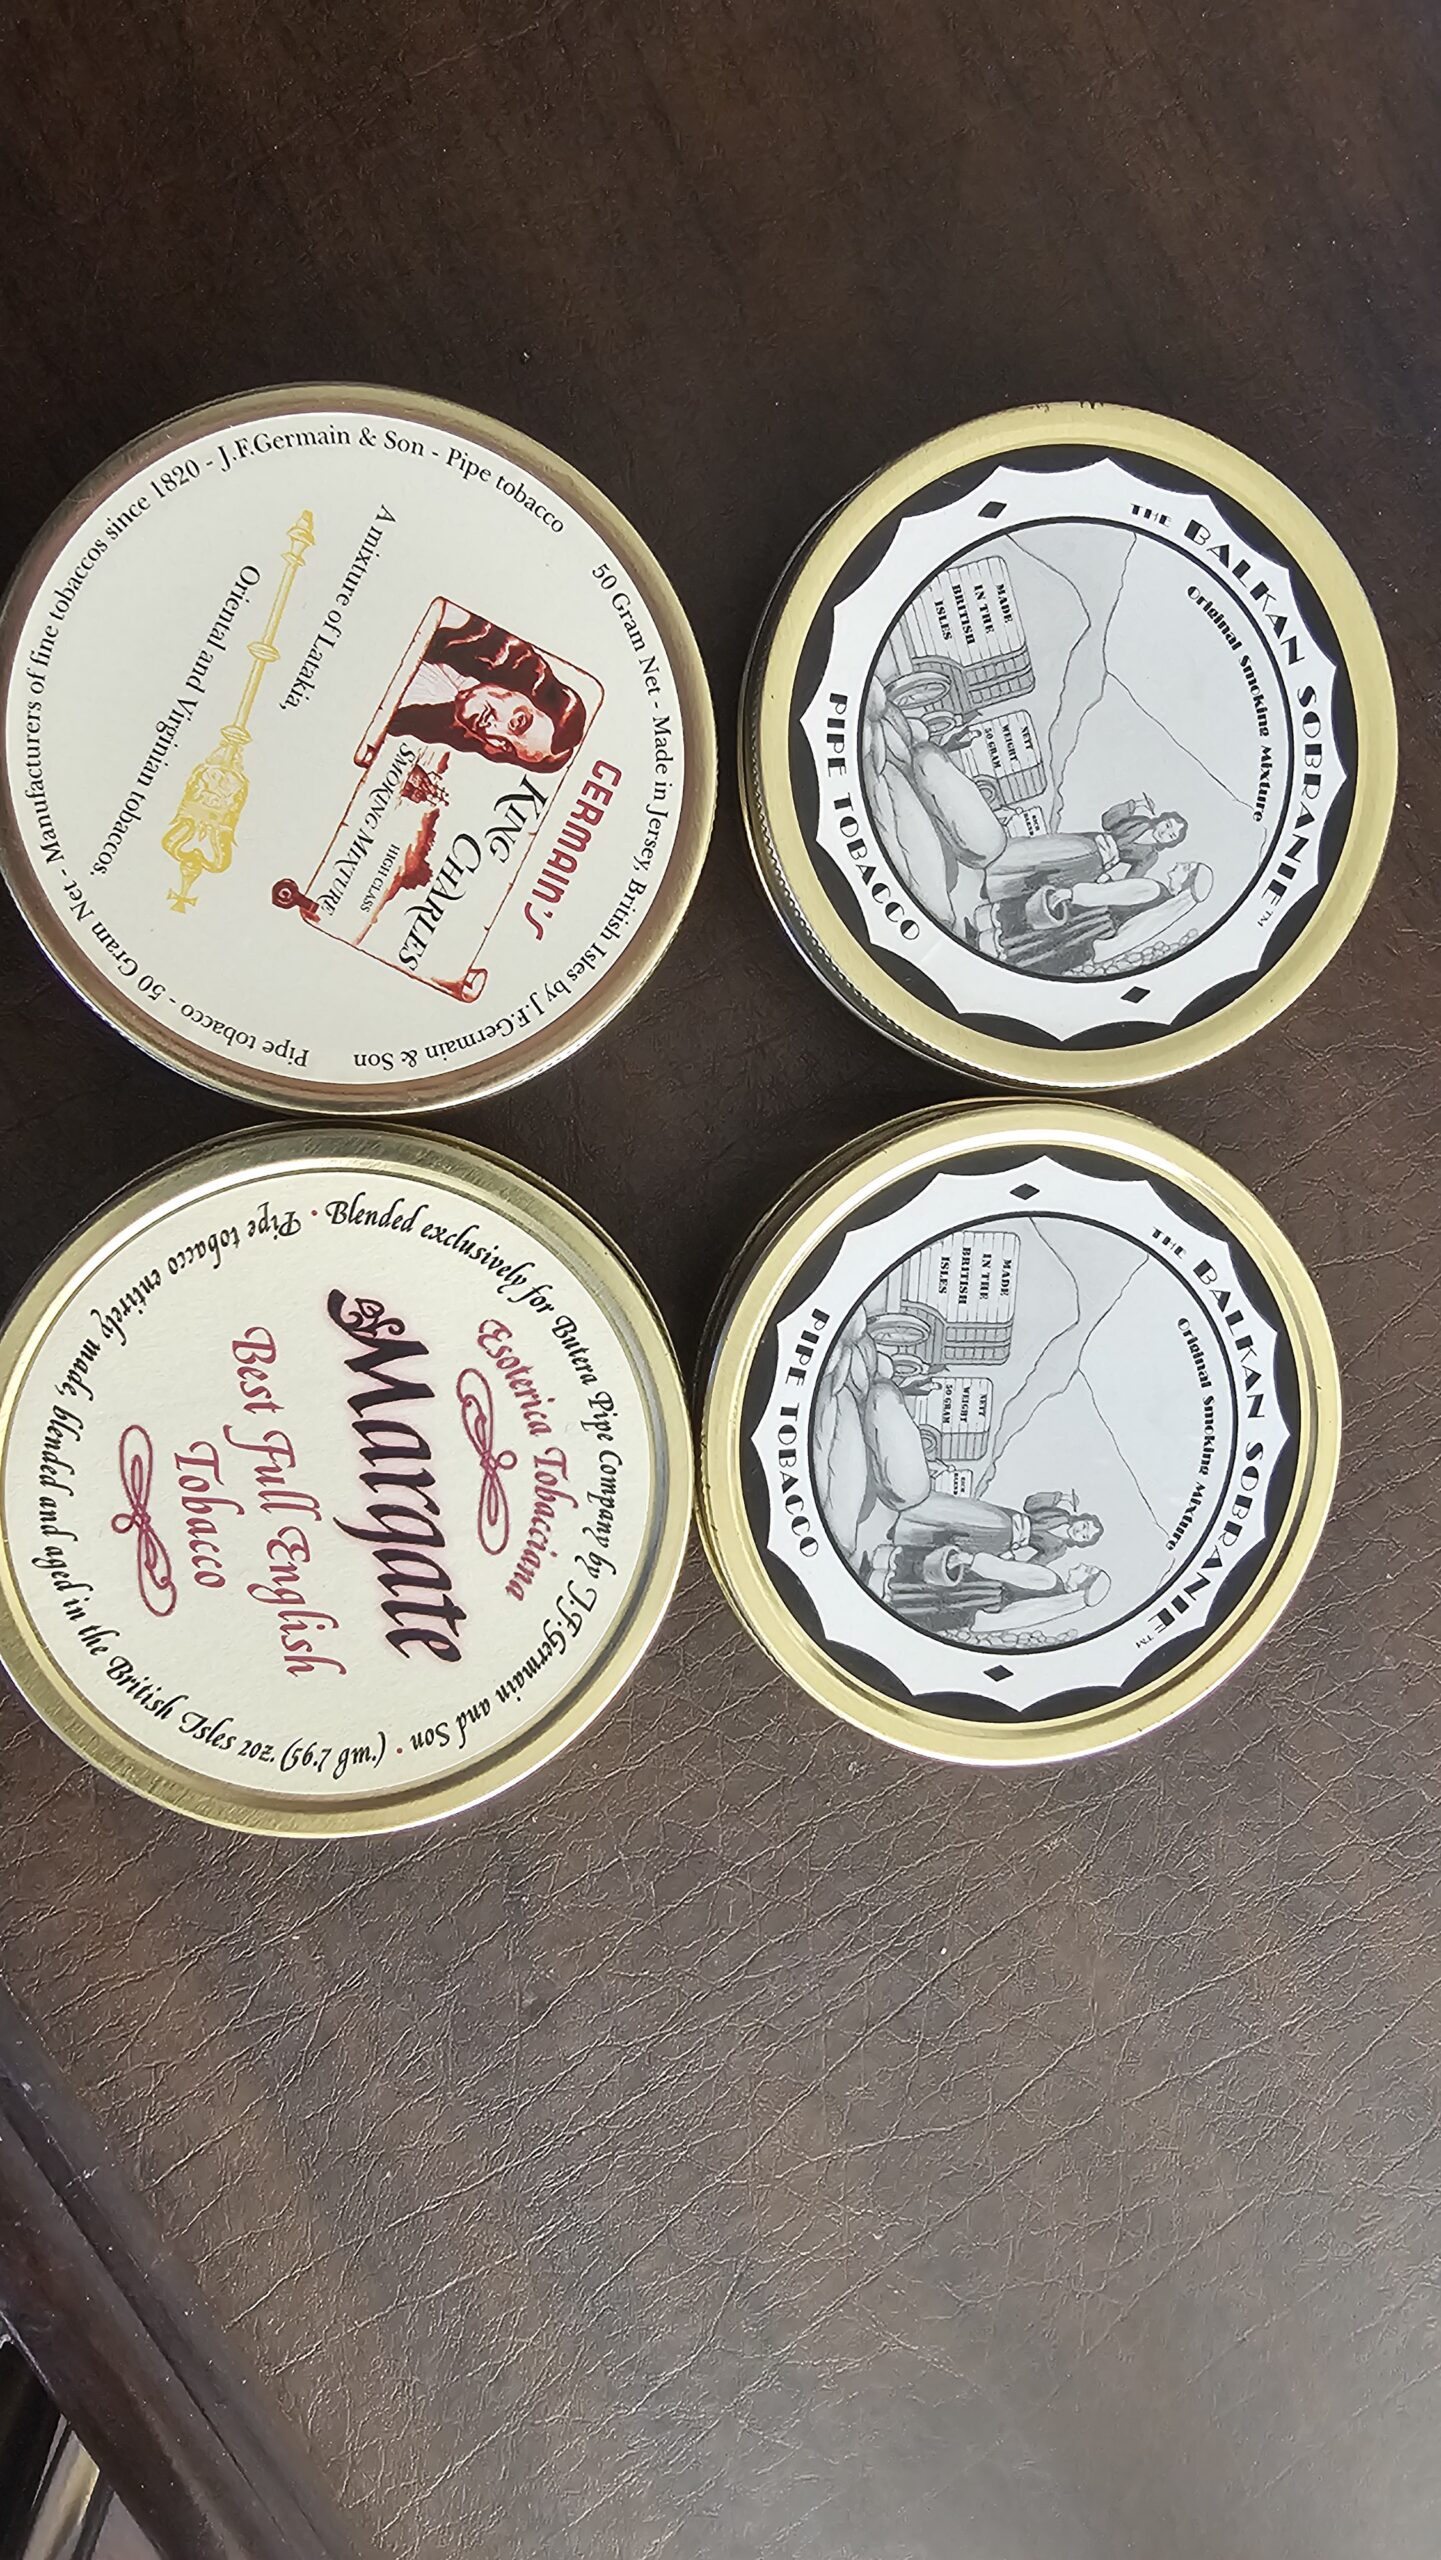 J.F.Germain & Son - Pipe tobacco
50 Gram Net - Made in Jersey, British Isles by J.F.Germain & Son
Pipe tobacco - 50 Gram Net - Manufacturers of fine tobaccos since 1820 -
GERMAIN'S
KING CHARLES
HIGH CLASS
SMOKING MIXTURE
A mixture of Latakia,
Oriental and Virginian tobaccos.
THE BALKAN SOBRANIE™
Original Smoking Mixture
MADE
IN THE
BRITISH
ISLES
NETT
WEIGHT
50 GRAM
PIPE TOBACCO
Blended exclusively for Butera Pipe Company by J.F.Germain and Son •
Esoterica Tobacciana
Margate
Best Full English
Tobacco
Pipe tobacco entirely made, blended and aged in the British Isles 2oz. (56.7 gm.) •
THE BALKAN SOBRANIE™
Original Smoking Mixture
MADE
IN THE
BRITISH
ISLES
NETT
WEIGHT
50 GRAM
PIPE TOBACCO